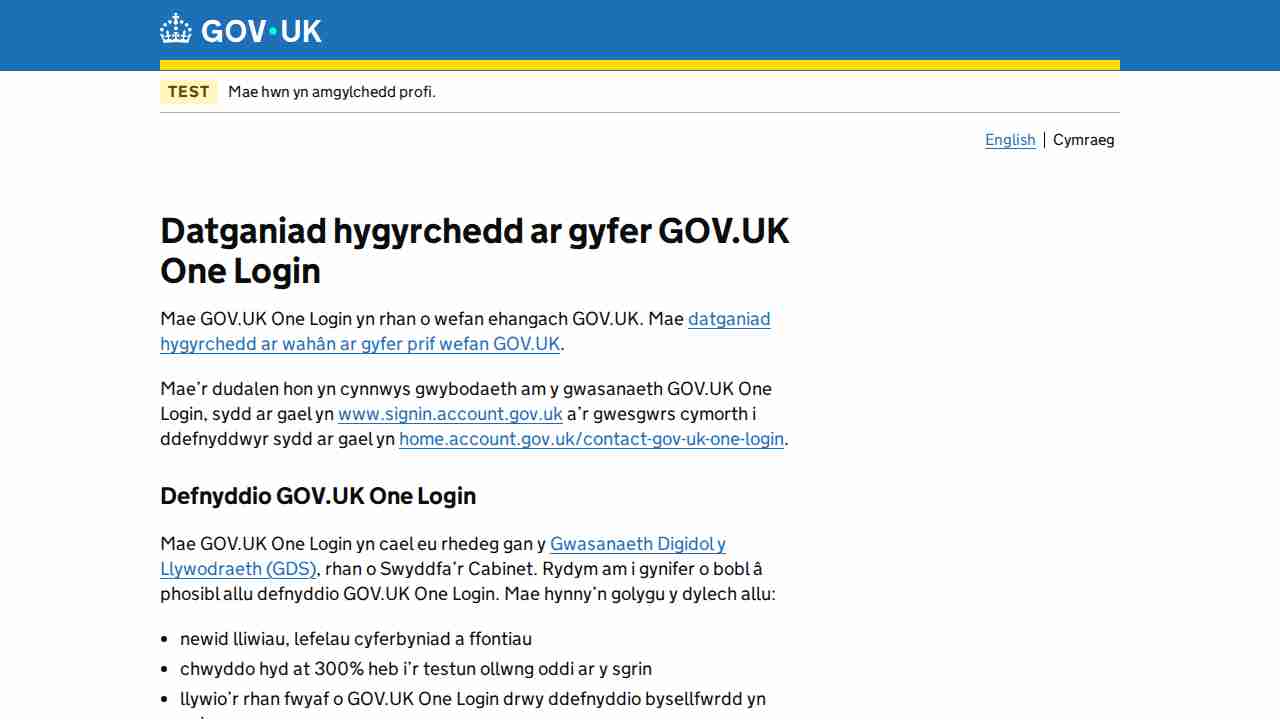 GOV·UK
TEST Mae hwn yn amgylchedd profi.
English | Cymraeg
Datganiad hygyrchedd ar gyfer GOV.UK
One Login
Mae GOV.UK One Login yn rhan o wefan ehangach GOV.UK. Mae datganiad
hygyrchedd ar wahân ar gyfer prif wefan GOV.UK.
Mae’r dudalen hon yn cynnwys gwybodaeth am y gwasanaeth GOV.UK One
Login, sydd ar gael yn www.signin.account.gov.uk a’r gwesgwrs cymorth i
ddefnyddwyr sydd ar gael yn home.account.gov.uk/contact-gov-uk-one-login.
Defnyddio GOV.UK One Login
Mae GOV.UK One Login yn cael eu rhedeg gan y Gwasanaeth Digidol y
Llywodraeth (GDS), rhan o Swyddfa’r Cabinet. Rydym am i gynifer o bobl â
phosibl allu defnyddio GOV.UK One Login. Mae hynny’n golygu y dylech allu:
• newid lliwiau, lefelau cyferbyniad a ffontiau
• chwyddo hyd at 300% heb i’r testun ollwng oddi ar y sgrin
• llywio’r rhan fwyaf o GOV.UK One Login drwy ddefnyddio bysellfwrdd yn